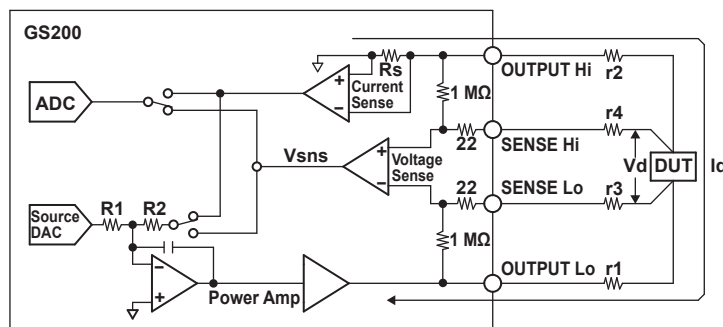 GS200
ADC
Rs
Current
Sense
+
−
OUTPUT Hi
r2
1 MΩ
r4
22
SENSE Hi
Vsns
+
−
Voltage
Sense
Vd
DUT
Id
22
SENSE Lo
r3
Source
DAC
R1
R2
1 MΩ
−
+
Power Amp
OUTPUT Lo
r1